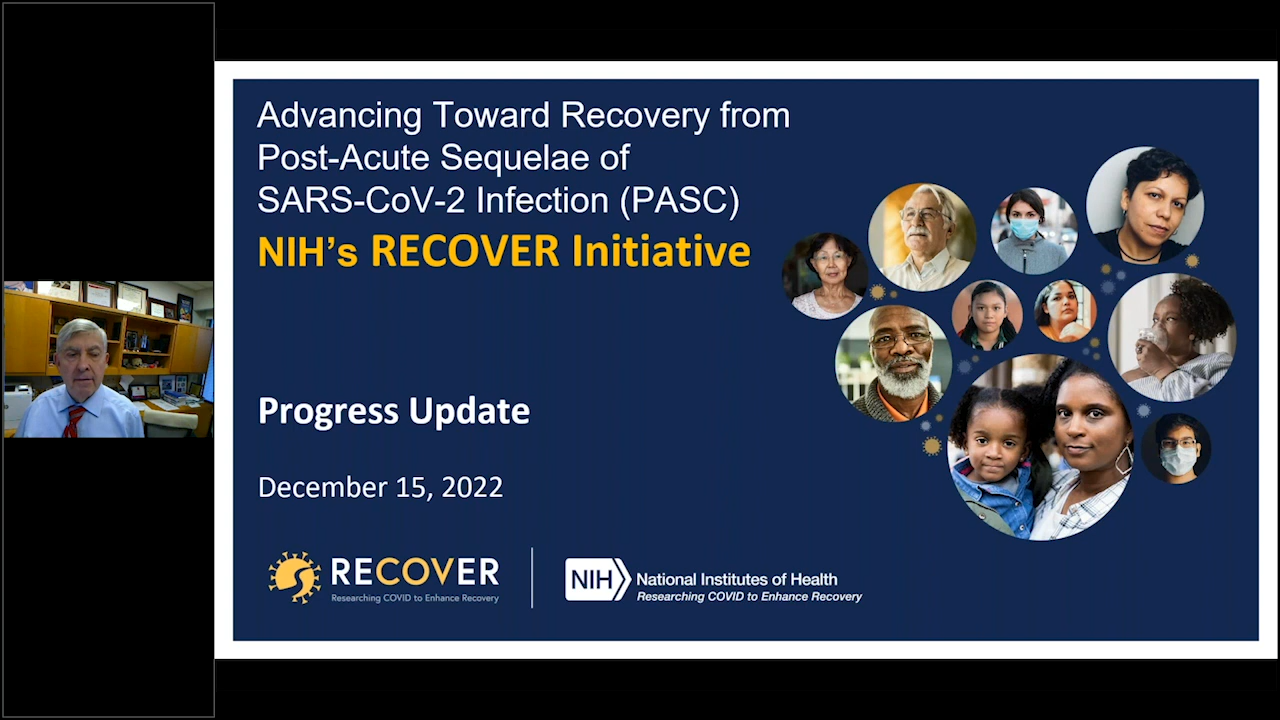 Advancing Toward Recovery from
Post-Acute Sequelae of
SARS-CoV-2 Infection (PASC)
NIH’s RECOVER Initiative
Progress Update
December 15, 2022
RECOVER
Researching COVID to Enhance Recovery
NIH
National Institutes of Health
Researching COVID to Enhance Recovery